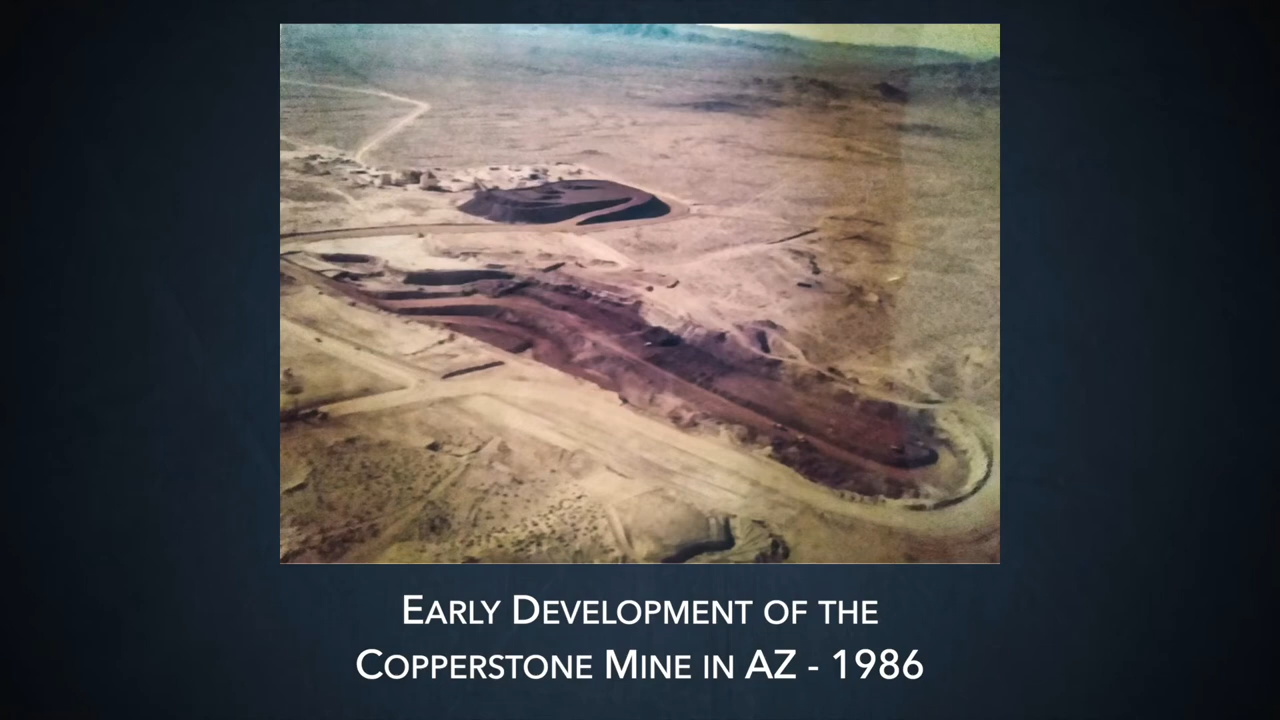 Early Development of the
Copperstone Mine in AZ - 1986